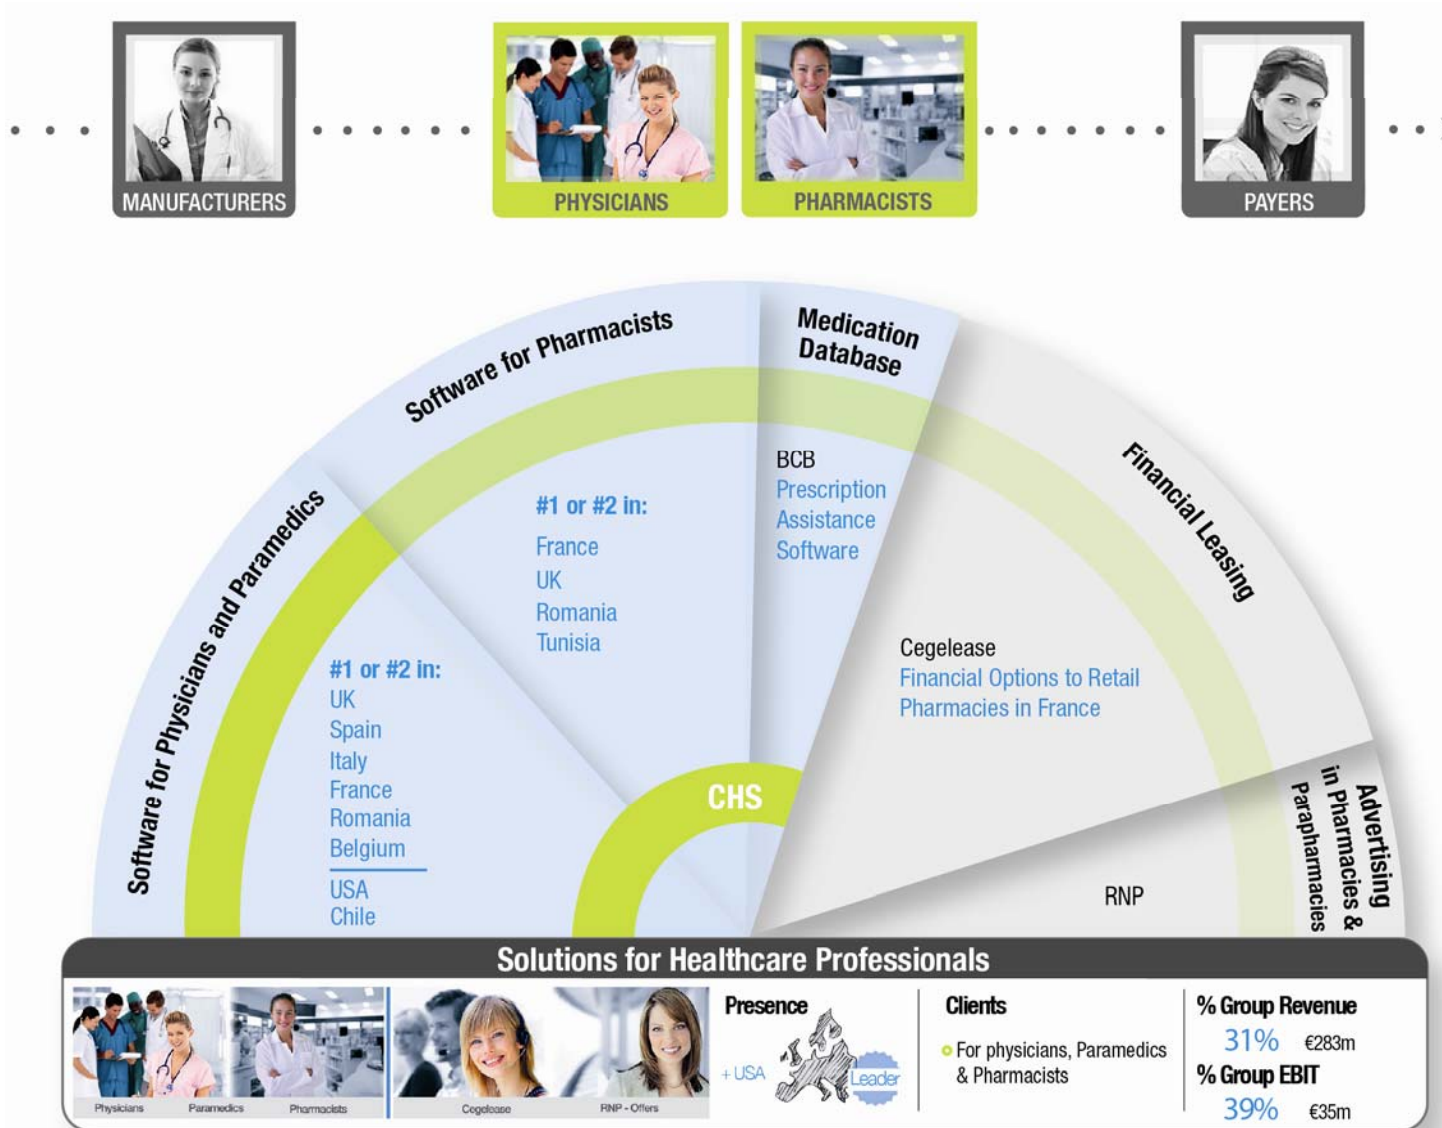 MANUFACTURERS
PHYSICIANS
PHARMACISTS
PAYERS
Software for Physicians and Paramedics
Software for Pharmacists
Medication
Database
Financial Leasing
Advertising
in Pharmacies &
Parapharmacies
#1 or #2 in:
UK
Spain
Italy
France
Romania
Belgium
USA
Chile
#1 or #2 in:
France
UK
Romania
Tunisia
BCB
Prescription
Assistance
Software
Cegelease
Financial Options to Retail
Pharmacies in France
RNP
CHS
Solutions for Healthcare Professionals
Physicians
Paramedics
Pharmacists
Cegelease
RNP - Offers
Presence
+ USA
Leader
Clients
For physicians, Paramedics
& Pharmacists
% Group Revenue
31% €283m
% Group EBIT
39% €35m